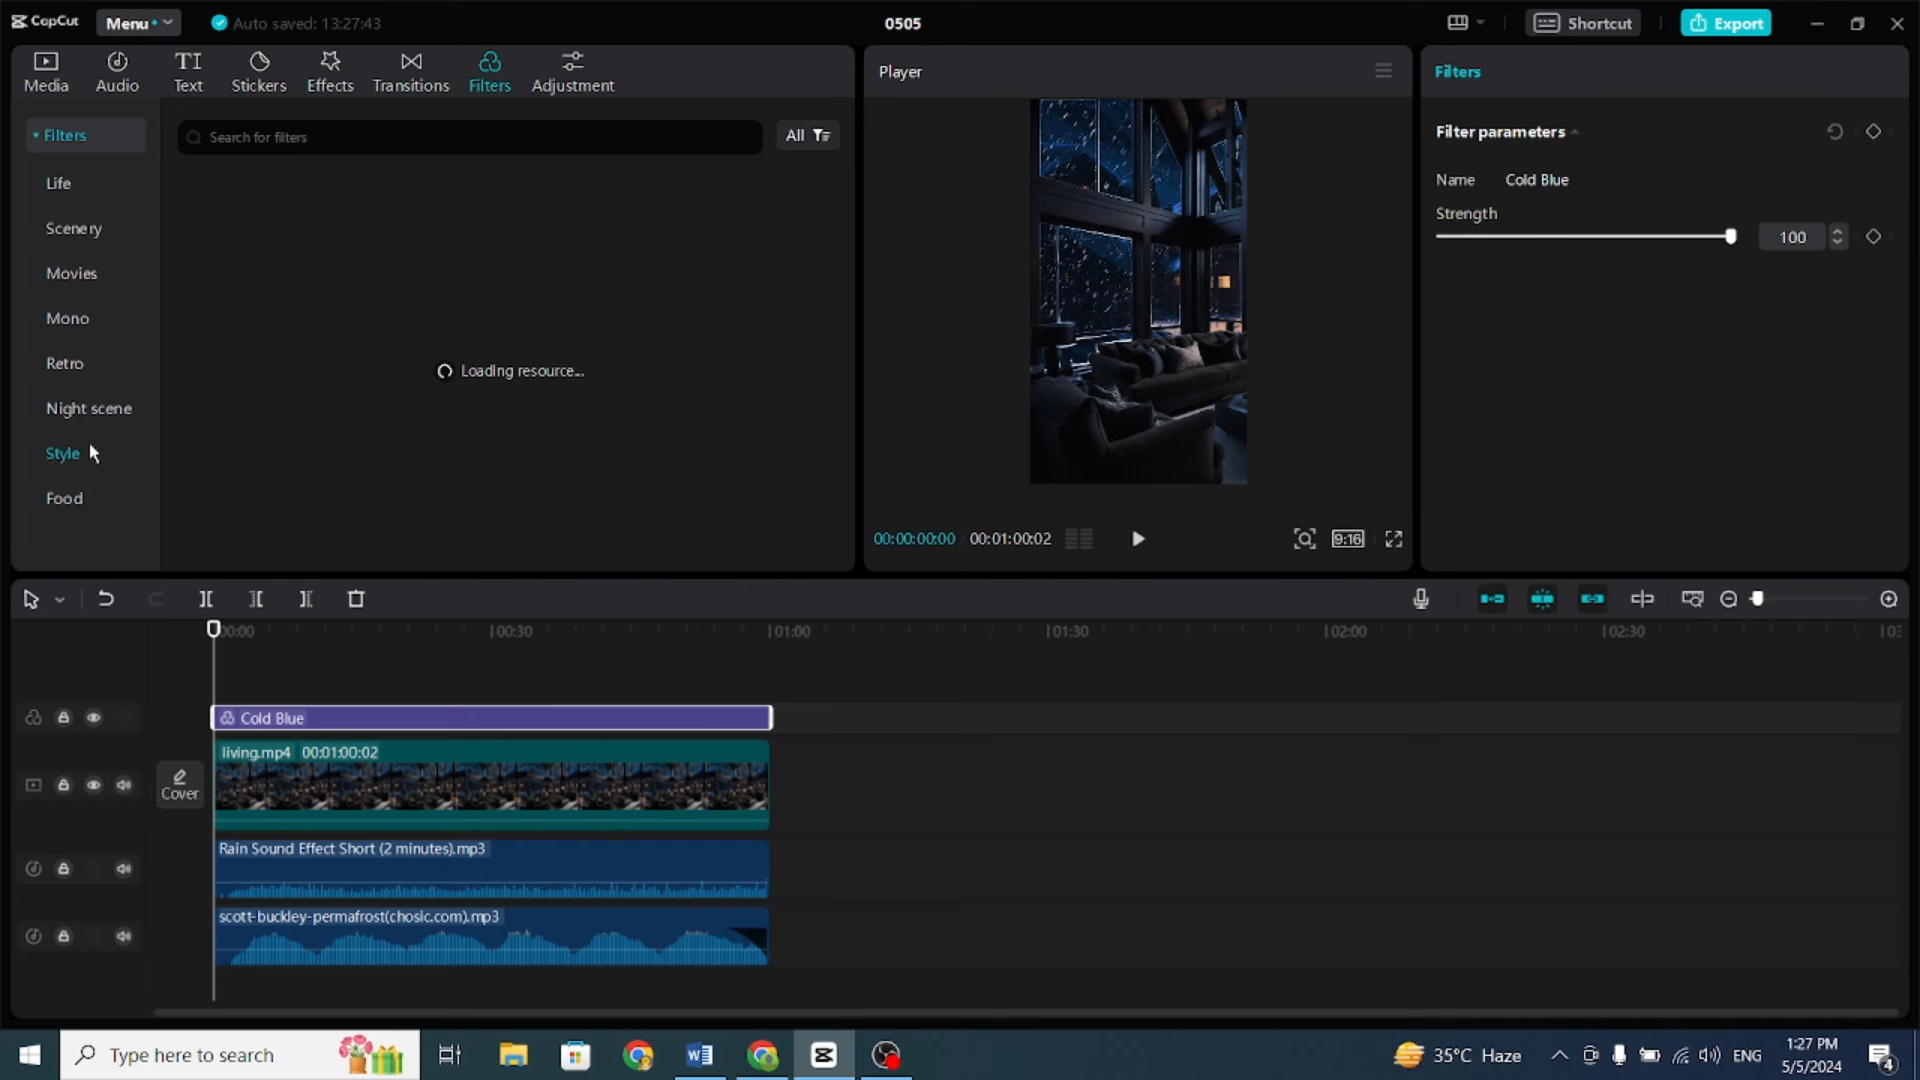 CapCut
Menu
Auto saved: 13:27:43
0505
Shortcut
Export
Media
Audio
TI
Text
Stickers
Effects
Transitions
Filters
Adjustment
Player
Filters
Filters
Search for filters
All
Life
Scenery
Movies
Mono
Retro
Night scene
Style
Food
Loading resource...
Filter parameters
Name Cold Blue
Strength
100
00:00:00:00 00:01:00:02
9:16
00:00
00:30
01:00
01:30
02:00
02:30
Cold Blue
living.mp4 00:01:00:02
Cover
Rain Sound Effect Short (2 minutes).mp3
scott-buckley-permafrost(chosic.com).mp3
Type here to search
35°C Haze
ENG
1:27 PM
5/5/2024
4